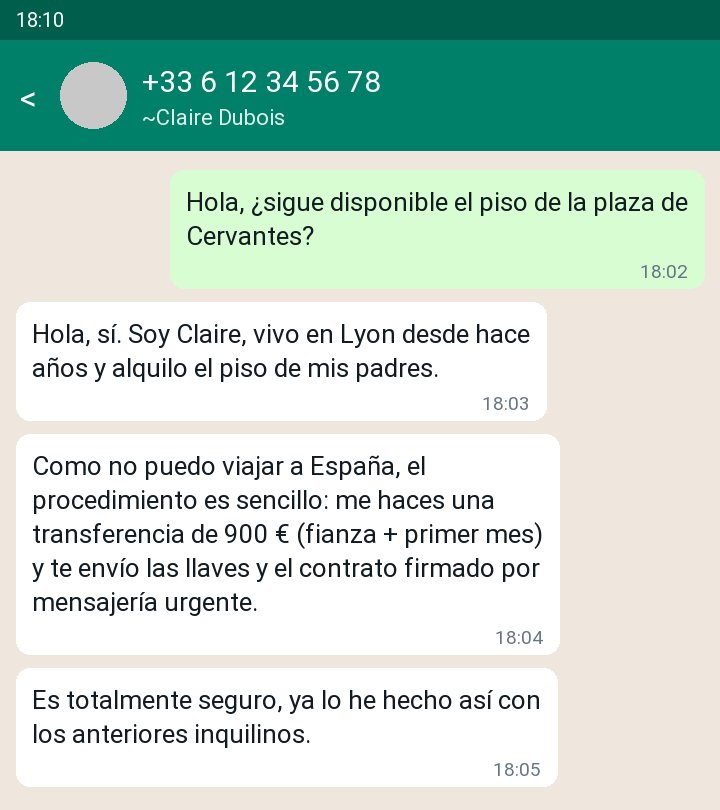 18:10
<
+33 6 12 34 56 78
~Claire Dubois
Hola, ¿sigue disponible el piso de la plaza de
Cervantes?
18:02
Hola, sí. Soy Claire, vivo en Lyon desde hace
años y alquilo el piso de mis padres.
18:03
Como no puedo viajar a España, el
procedimiento es sencillo: me haces una
transferencia de 900 € (fianza + primer mes)
y te envío las llaves y el contrato firmado por
mensajería urgente.
18:04
Es totalmente seguro, ya lo he hecho así con
los anteriores inquilinos.
18:05